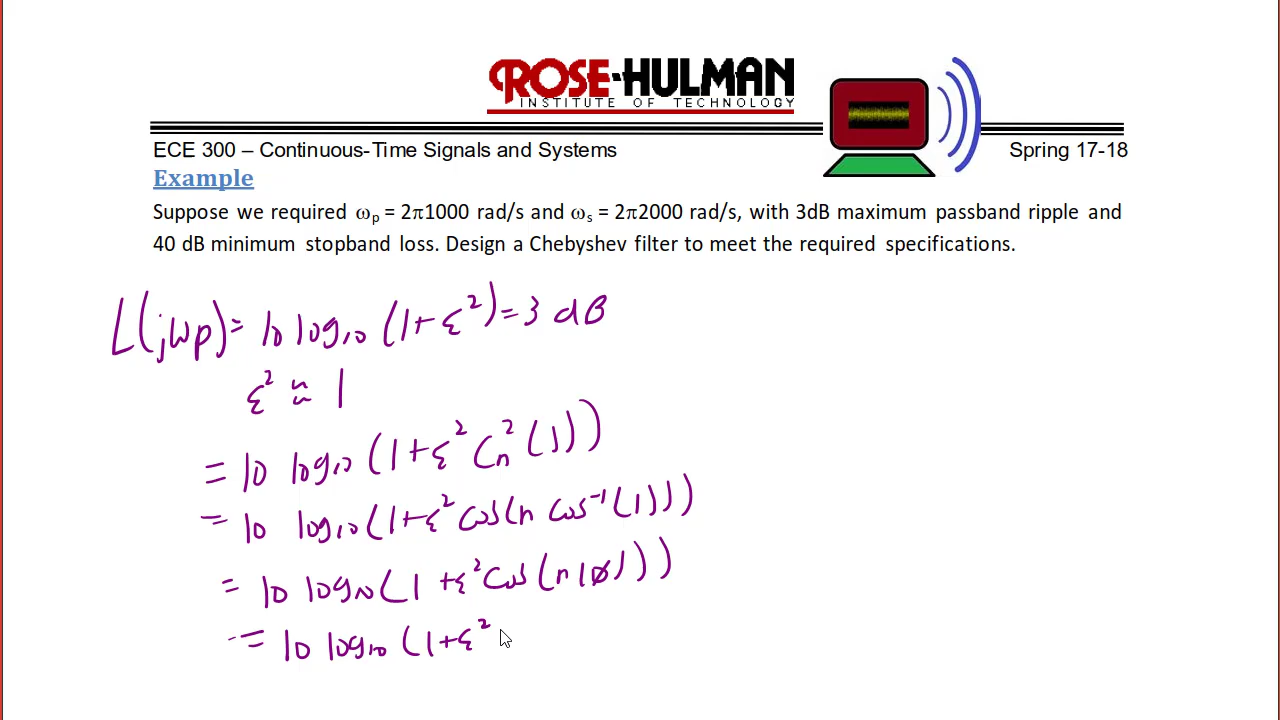 ROSE-HULMAN
INSTITUTE OF TECHNOLOGY
ECE 300 – Continuous-Time Signals and Systems Spring 17-18
Example
Suppose we required ωp = 2π1000 rad/s and ωs = 2π2000 rad/s, with 3dB maximum passband ripple and
40 dB minimum stopband loss. Design a Chebyshev filter to meet the required specifications.
L(jωp) = 10 log10 (1+ε²) = 3 dB
ε² ≈ 1
= 10 log10 (1+ε² Cn² (1))
= 10 log10 (1+ε² cos(n cos⁻¹(1)))
= 10 log10 (1+ε² cos(n(0)))
= 10 log10 (1+ε²